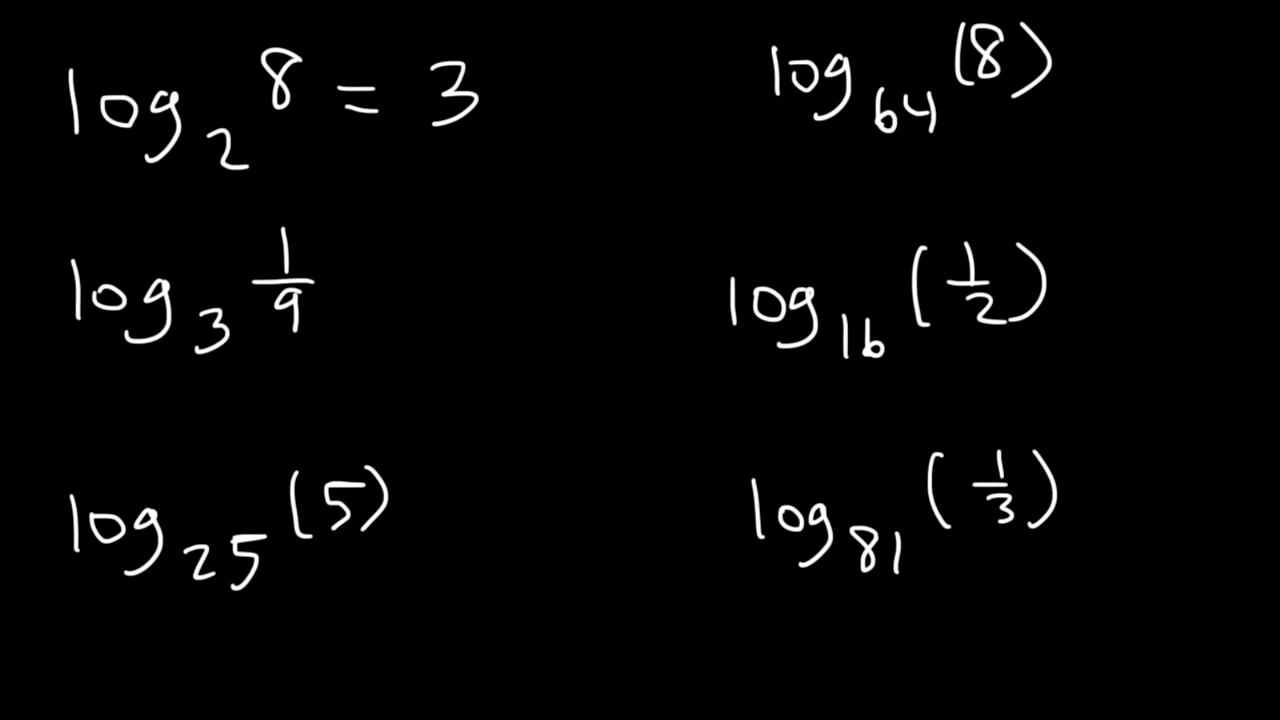 log₂ 8 = 3
log₃ 1/9
log₂₅ (5)
log₆₄ (8)
log₁₆ (1/2)
log₈₁ (1/3)